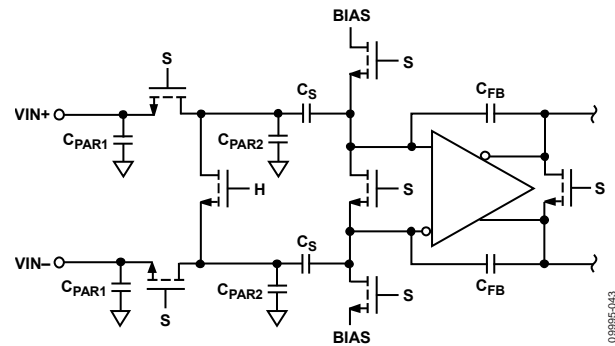 BIAS
S
S
CS
CFB
VIN+
CPAR1
CPAR2
H
S
S
CS
VIN–
CPAR1
CPAR2
S
CFB
S
BIAS
09995-043